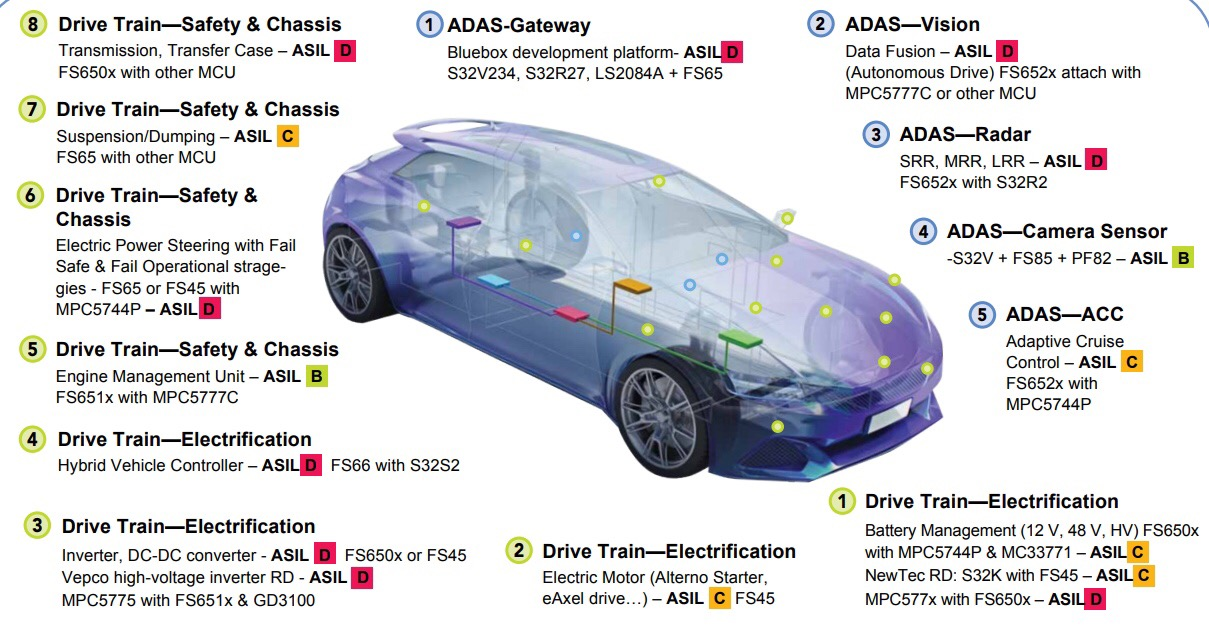 8 Drive Train—Safety & Chassis
Transmission, Transfer Case – ASIL D
FS650x with other MCU
7 Drive Train—Safety & Chassis
Suspension/Dumping – ASIL C
FS65 with other MCU
6 Drive Train—Safety &
Chassis
Electric Power Steering with Fail
Safe & Fail Operational strage-
gies - FS65 or FS45 with
MPC5744P – ASIL D
5 Drive Train—Safety & Chassis
Engine Management Unit – ASIL B
FS651x with MPC5777C
4 Drive Train—Electrification
Hybrid Vehicle Controller – ASIL D FS66 with S32S2
3 Drive Train—Electrification
Inverter, DC-DC converter - ASIL D FS650x or FS45
Vepco high-voltage inverter RD - ASIL D
MPC5775 with FS651x & GD3100
1 ADAS-Gateway
Bluebox development platform- ASIL D
S32V234, S32R27, LS2084A + FS65
2 ADAS—Vision
Data Fusion – ASIL D
(Autonomous Drive) FS652x attach with
MPC5777C or other MCU
3 ADAS—Radar
SRR, MRR, LRR – ASIL D
FS652x with S32R2
4 ADAS—Camera Sensor
-S32V + FS85 + PF82 – ASIL B
5 ADAS—ACC
Adaptive Cruise
Control – ASIL C
FS652x with
MPC5744P
2 Drive Train—Electrification
Electric Motor (Alterno Starter,
eAxel drive…) – ASIL C FS45
1 Drive Train—Electrification
Battery Management (12 V, 48 V, HV) FS650x
with MPC5744P & MC33771 – ASIL C
NewTec RD: S32K with FS45 – ASIL C
MPC577x with FS650x – ASIL D